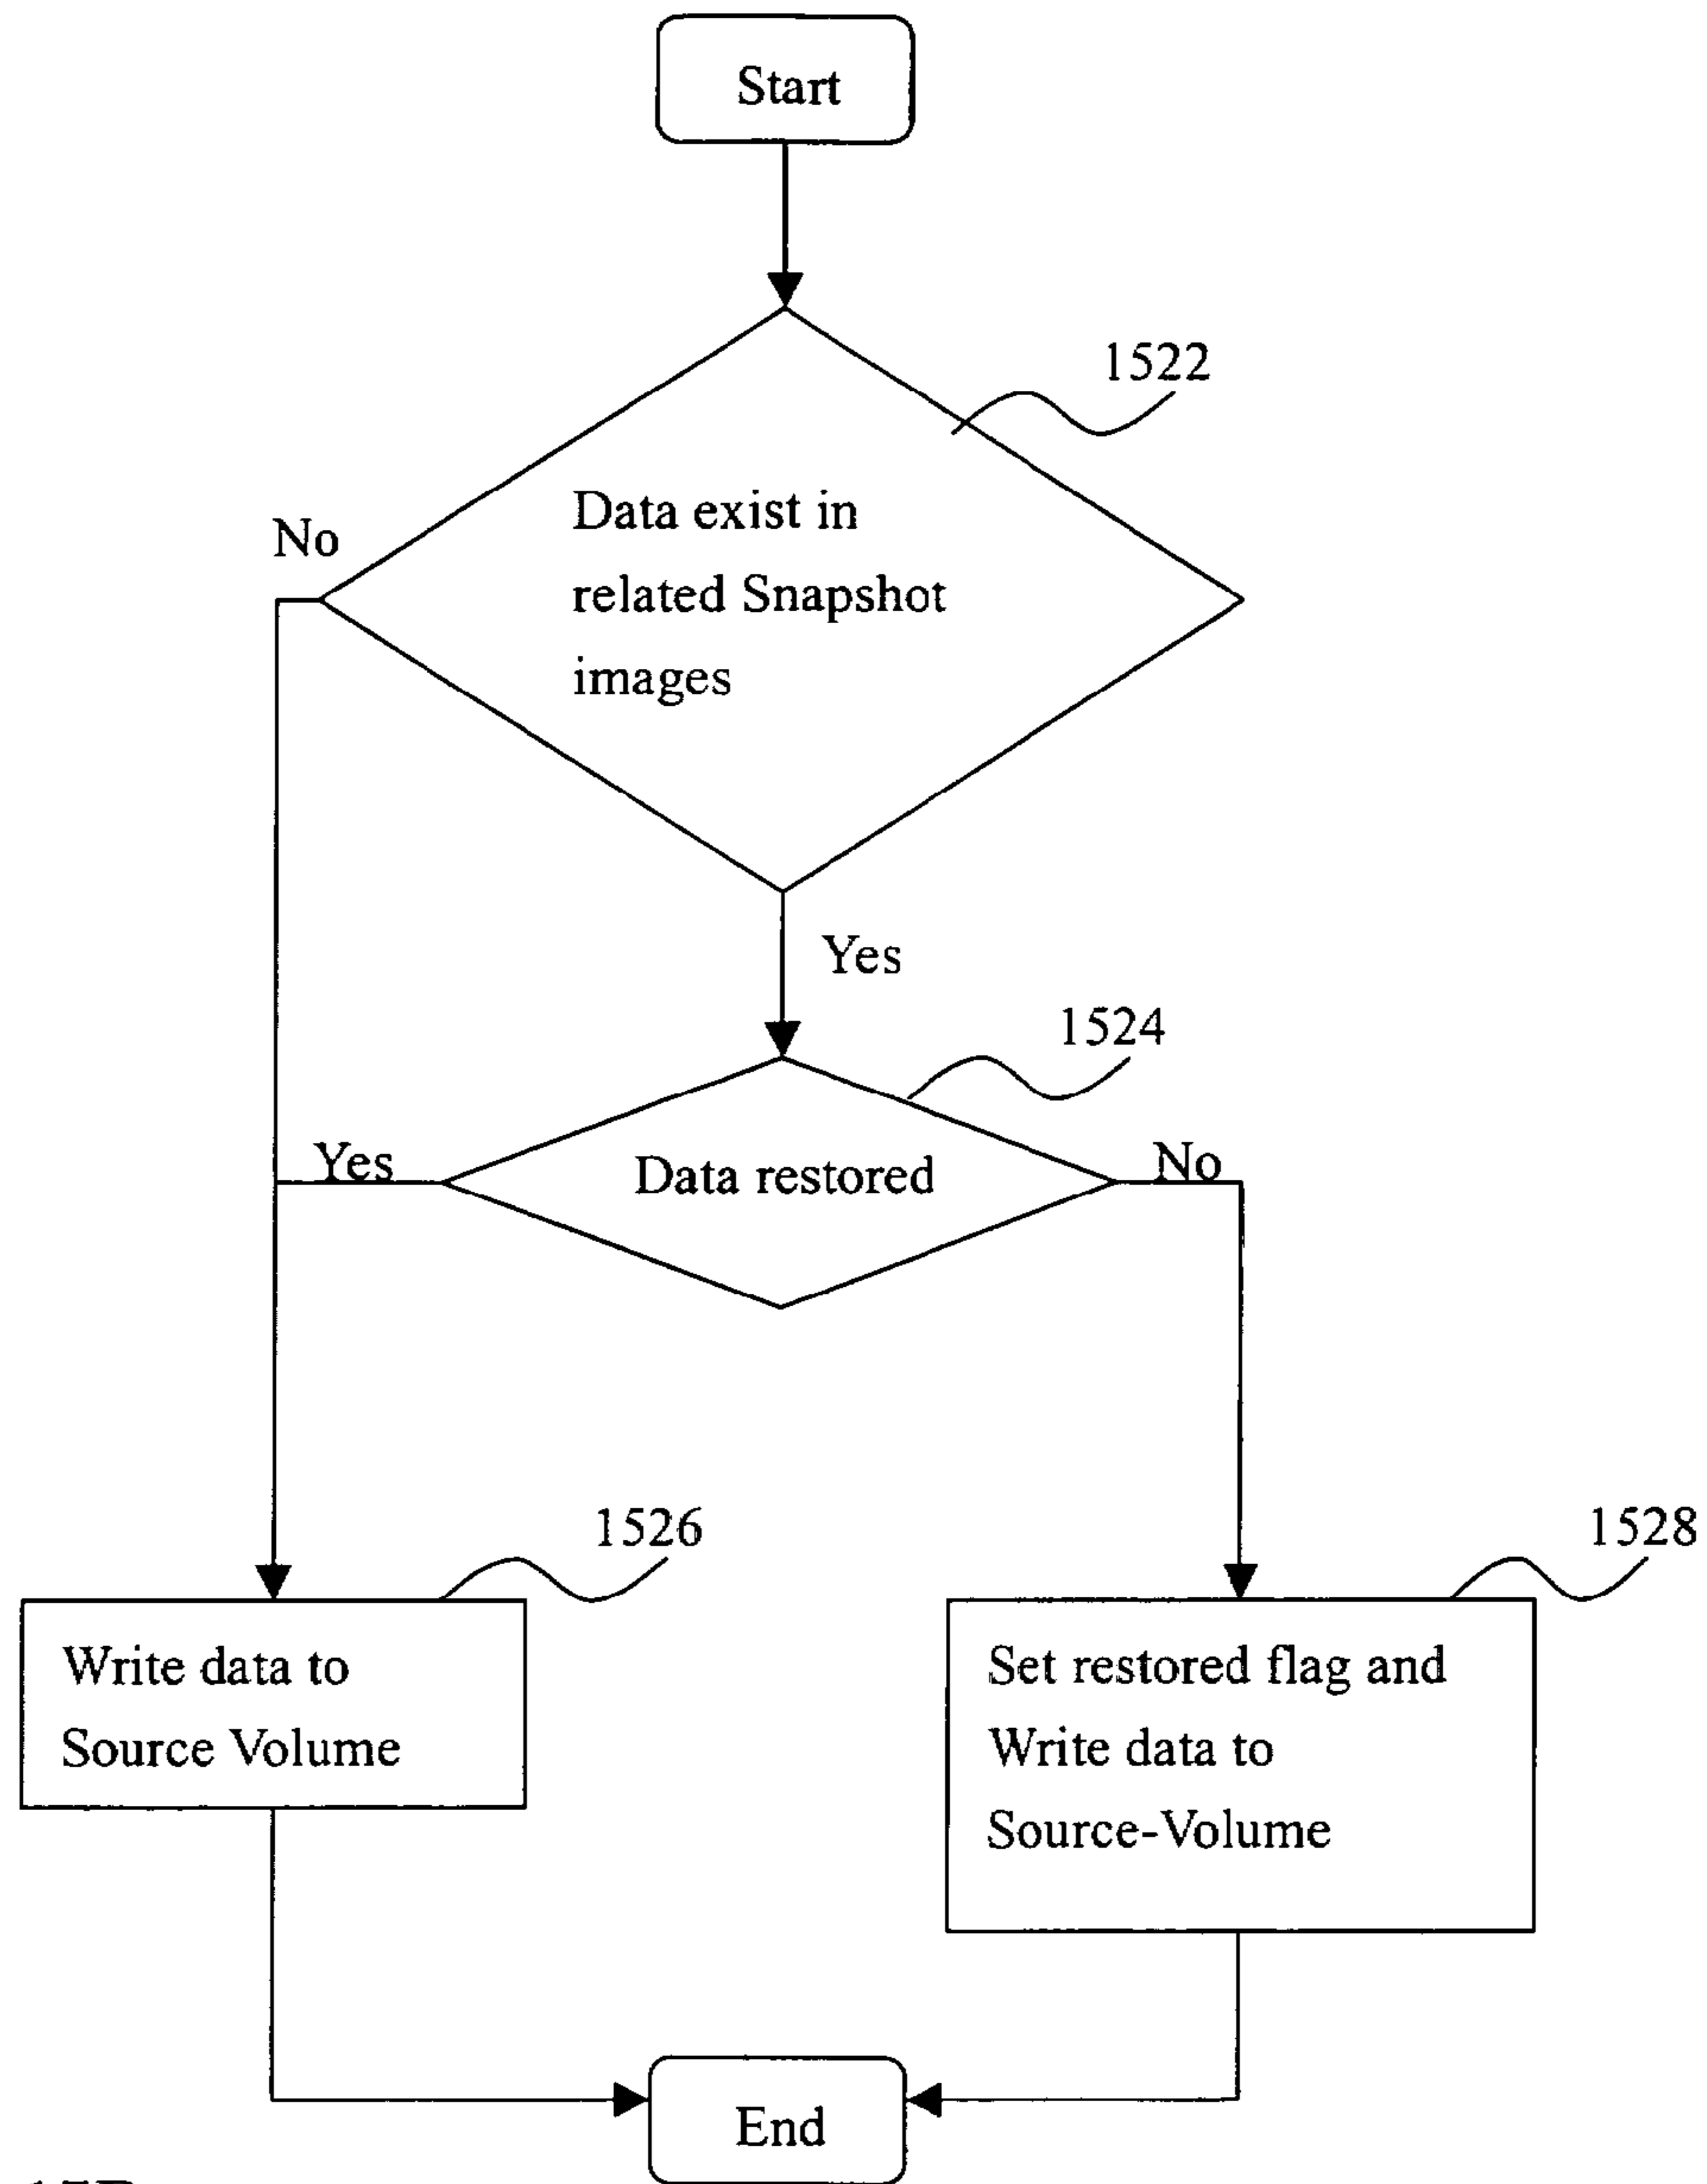 Start
1522
No
Data exist in
related Snapshot
images
Yes
1524
Yes
Data restored
No
1526
1528
Write data to
Source Volume
Set restored flag and
Write data to
Source-Volume
End